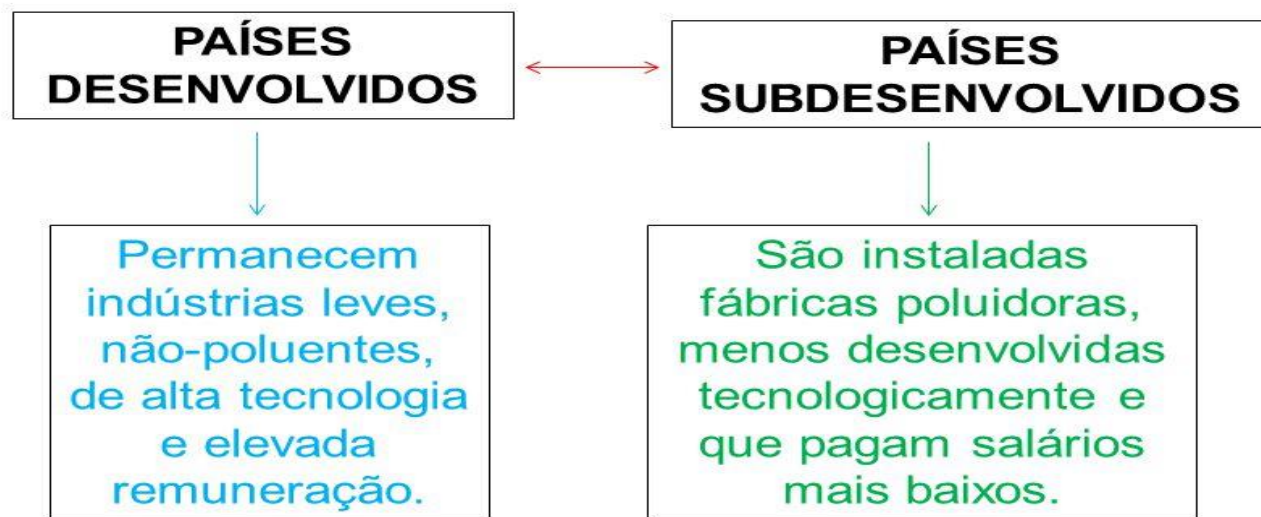 PAÍSES
DESENVOLVIDOS
PAÍSES
SUBDESENVOLVIDOS
Permanecem
indústrias leves,
não-poluentes,
de alta tecnologia
e elevada
remuneração.
São instaladas
fábricas poluidoras,
menos desenvolvidas
tecnologicamente e
que pagam salários
mais baixos.